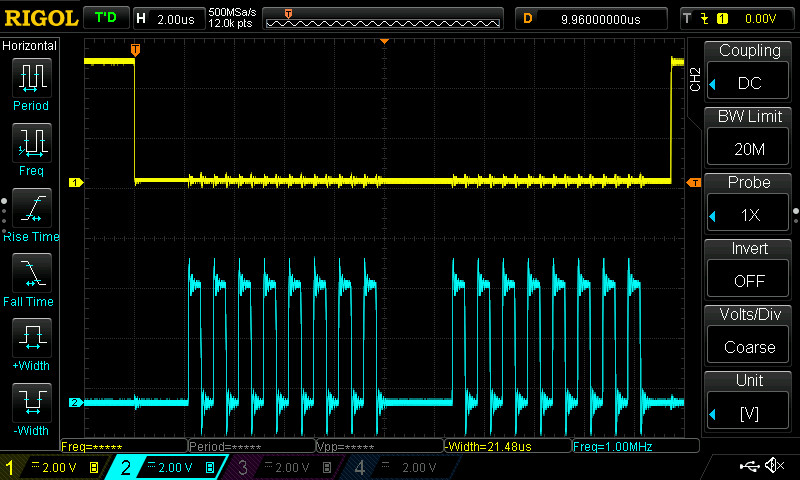 RIGOL T'D H 2.00us 500MSa/s 12.0k pts T D 9.96000000us T 1 0.00V
Horizontal
Period
Freq
Rise Time
Fall Time
+Width
-Width
T
1
2
T
CH2
Coupling
DC
BW Limit
20M
Probe
1X
Invert
OFF
Volts/Div
Coarse
Unit
[V]
Freq=***** Period=***** Vpp=***** -Width=21.48us Freq=1.00MHz
1 2.00 V B 2 2.00 V B 3 2.00 V B 4 2.00 V